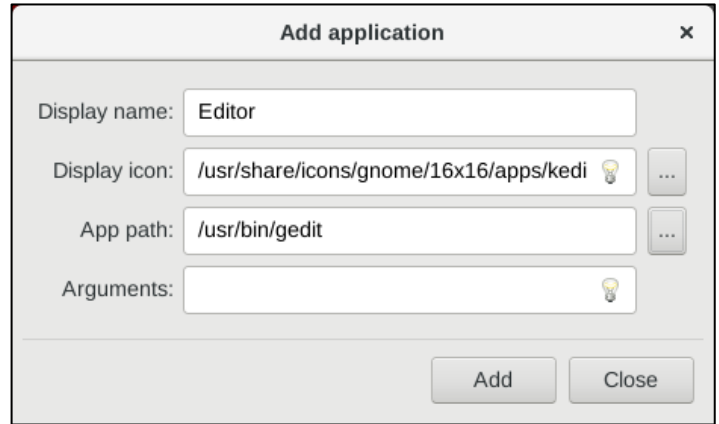 Add application ×
Display name: Editor
Display icon: /usr/share/icons/gnome/16x16/apps/kedi ...
App path: /usr/bin/gedit ...
Arguments:
Add Close